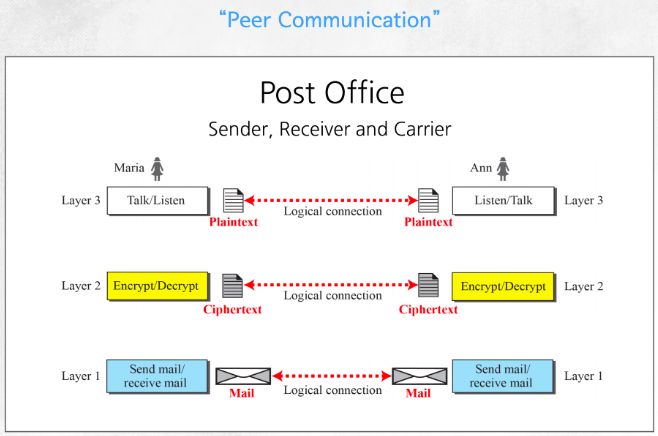 “Peer Communication”
Post Office
Sender, Receiver and Carrier
Maria
Ann
Layer 3
Talk/Listen
Plaintext
Logical connection
Plaintext
Listen/Talk
Layer 3
Layer 2
Encrypt/Decrypt
Ciphertext
Logical connection
Ciphertext
Encrypt/Decrypt
Layer 2
Layer 1
Send mail/
receive mail
Mail
Logical connection
Mail
Send mail/
receive mail
Layer 1